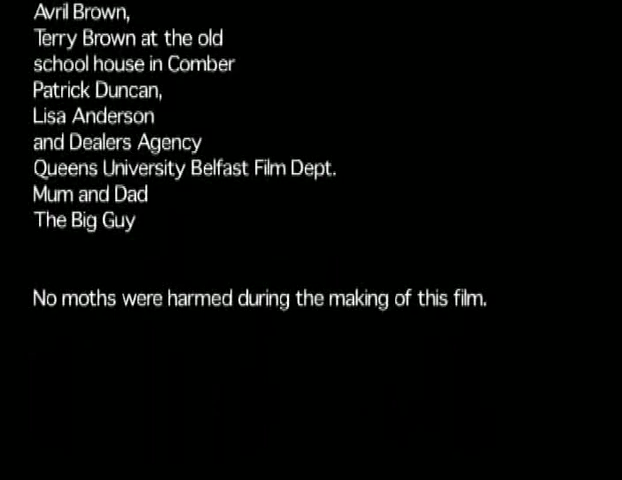 Avril Brown,
Terry Brown at the old
school house in Comber
Patrick Duncan,
Lisa Anderson
and Dealers Agency
Queens University Belfast Film Dept.
Mum and Dad
The Big Guy
No moths were harmed during the making of this film.